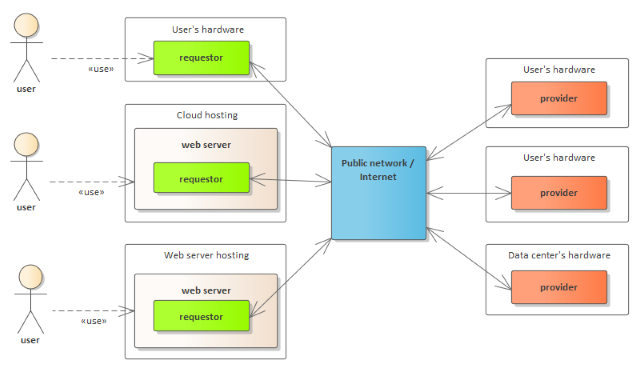 User's hardware
requestor
«use»
user
Cloud hosting
web server
requestor
«use»
user
Web server hosting
web server
requestor
«use»
user
Public network /
Internet
User's hardware
provider
User's hardware
provider
Data center's hardware
provider